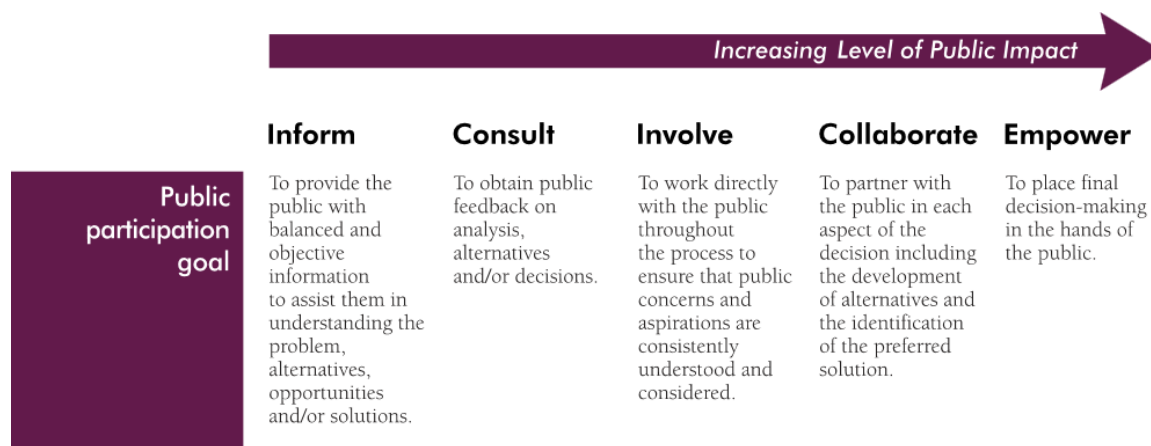 Increasing Level of Public Impact
Inform
Consult
Involve
Collaborate
Empower
Public
participation
goal
To provide the
public with
balanced and
objective
information
to assist them in
understanding the
problem,
alternatives,
opportunities
and/or solutions.
To obtain public
feedback on
analysis,
alternatives
and/or decisions.
To work directly
with the public
throughout
the process to
ensure that public
concerns and
aspirations are
consistently
understood and
considered.
To partner with
the public in each
aspect of the
decision including
the development
of alternatives and
the identification
of the preferred
solution.
To place final
decision-making
in the hands of
the public.